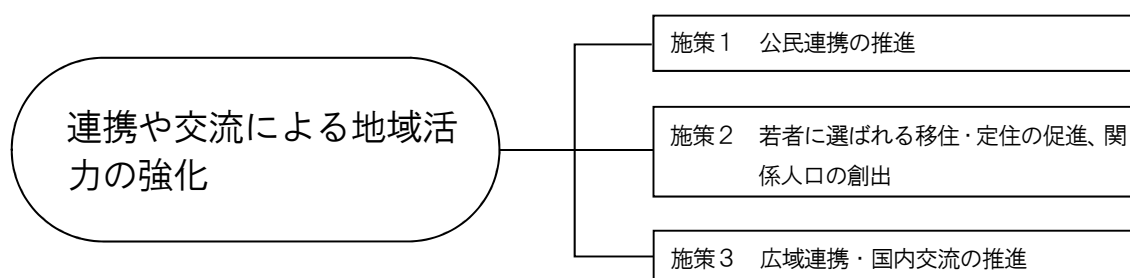 連携や交流による地域活
力の強化
施策１　公民連携の推進
施策２　若者に選ばれる移住・定住の促進、関
係人口の創出
施策３　広域連携・国内交流の推進